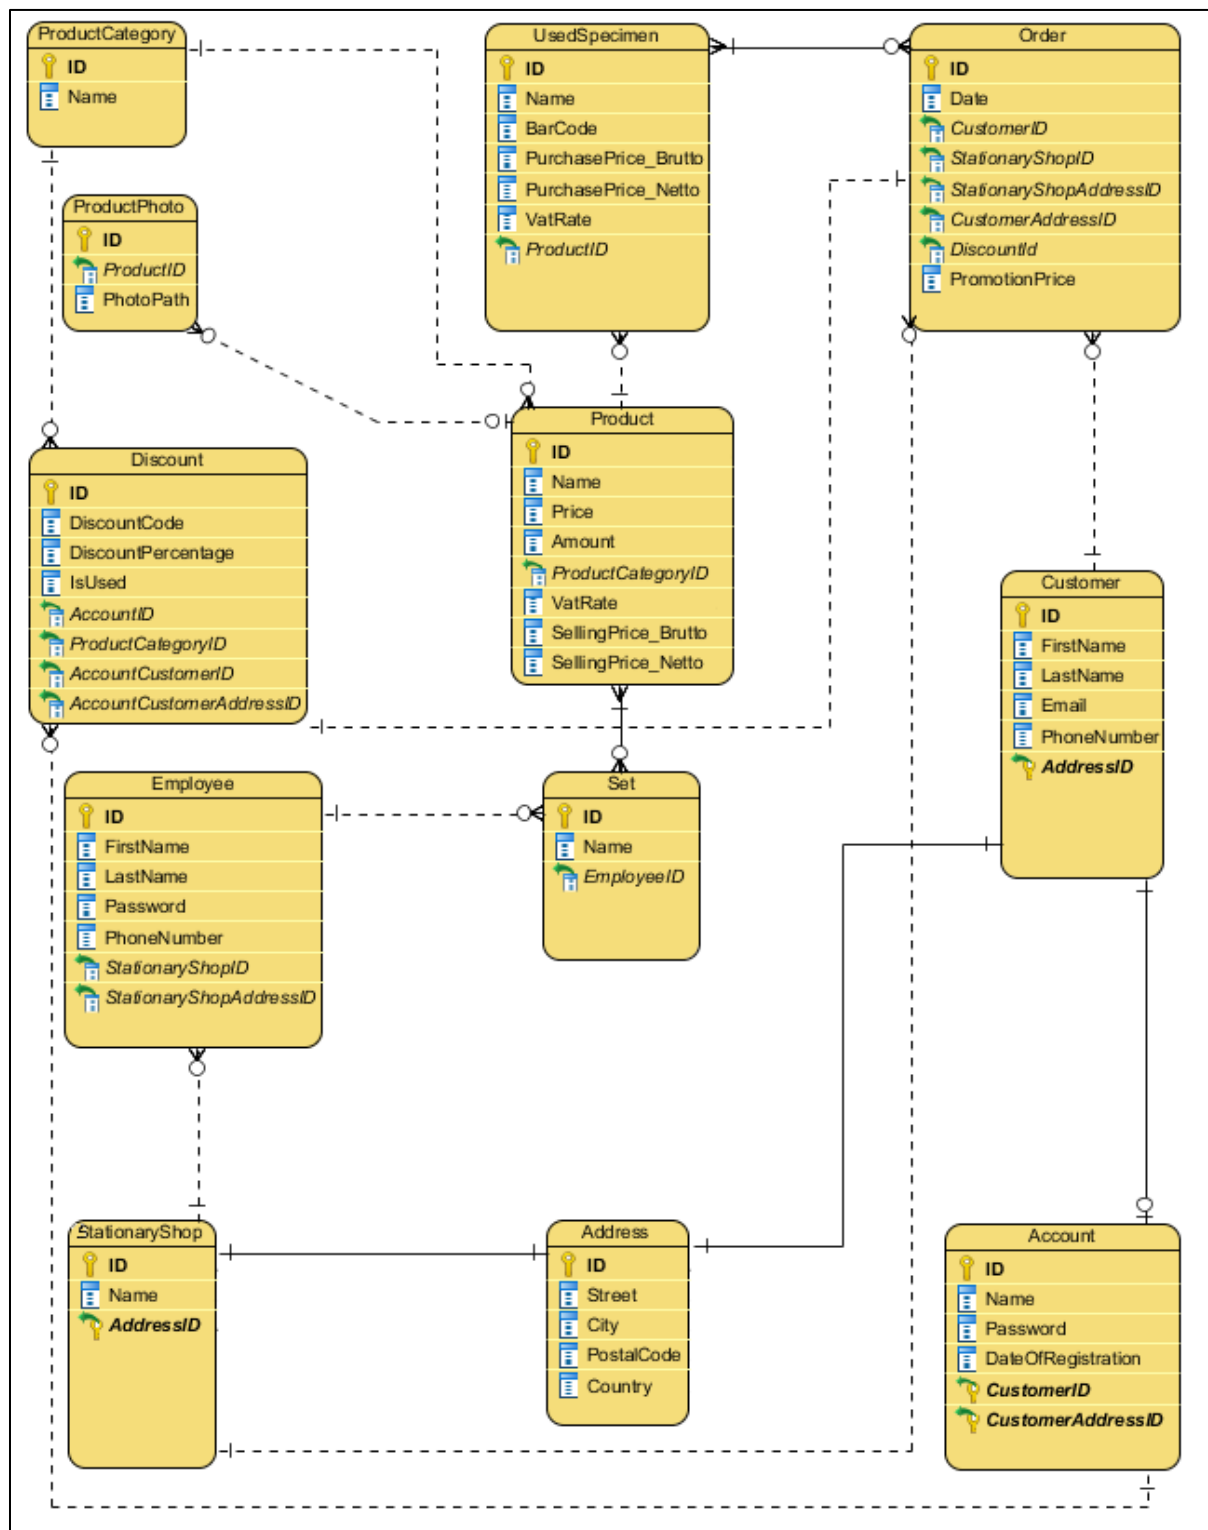 ProductCategory
ID
Name
ProductPhoto
ID
ProductID
PhotoPath
UsedSpecimen
ID
Name
BarCode
PurchasePrice_Brutto
PurchasePrice_Netto
VatRate
ProductID
Order
ID
Date
CustomerID
StationaryShopID
StationaryShopAddressID
CustomerAddressID
DiscountId
PromotionPrice
Discount
ID
DiscountCode
DiscountPercentage
IsUsed
AccountID
ProductCategoryID
AccountCustomerID
AccountCustomerAddressID
Product
ID
Name
Price
Amount
ProductCategoryID
VatRate
SellingPrice_Brutto
SellingPrice_Netto
Customer
ID
FirstName
LastName
Email
PhoneNumber
AddressID
Employee
ID
FirstName
LastName
Password
PhoneNumber
StationaryShopID
StationaryShopAddressID
Set
ID
Name
EmployeeID
StationaryShop
ID
Name
AddressID
Address
ID
Street
City
PostalCode
Country
Account
ID
Name
Password
DateOfRegistration
CustomerID
CustomerAddressID